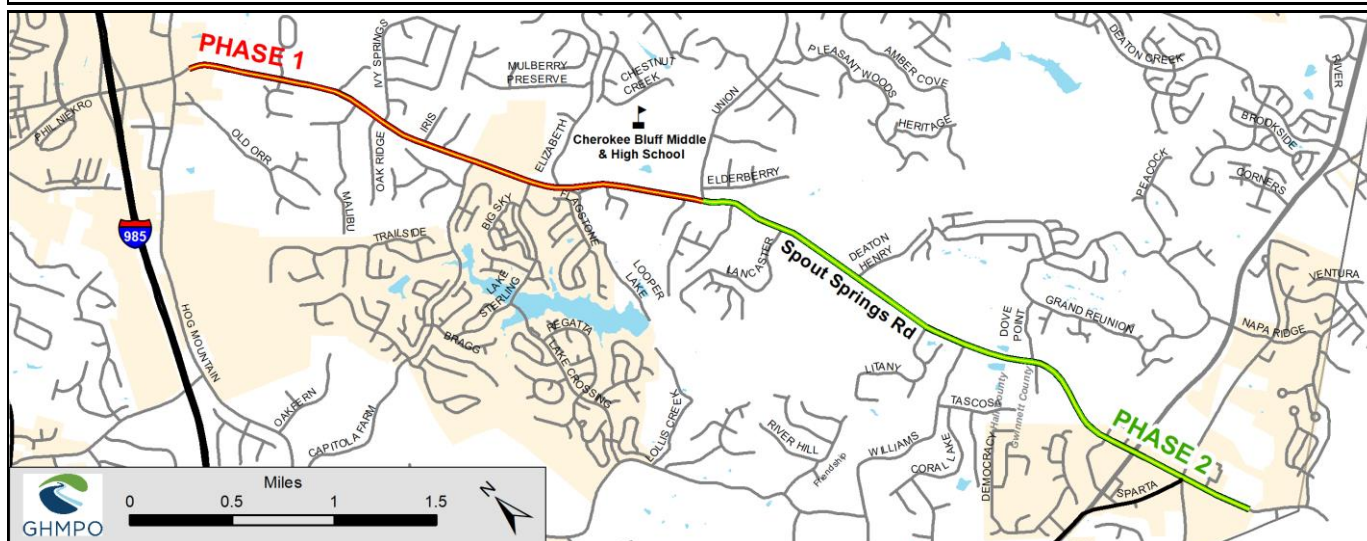 PHASE 1
IVY SPRINGS
MULBERRY
PRESERVE
CHESTNUT
CREEK
PLEASANT WOODS
AMBER COVE
DEATON CREEK
RIVER
PHIL NIEKRO
OLD ORR
OAK RIDGE
IRIS
ELIZABETH
Cherokee Bluff Middle
& High School
UNION
HERITAGE
BROOKSIDE
CORNERS
ELDERBERRY
PEACOCK
MALIBU
985
TRAILSIDE
BIG SKY
FLAGSTONE
LANCASTER
Spout Springs Rd
DEATON
HENRY
LOOPER
LAKE
LAKE
STERLING
GRAND REUNION
VENTURA
NAPA RIDGE
HOG MOUNTAIN
BRAGG
REGATTA
LAKE CROSSING
DOVE
POINT
LITANY
TASCOSA
Hall County
Gwinnett County
OAKFERN
CAPITOLA FARM
LOLLIS CREEK
RIVER HILL
Friendship
WILLIAMS
CORAL LAKE
DEMOCRACY
PHASE 2
SPARTA
GHMPO
Miles
0 0.5 1 1.5
N